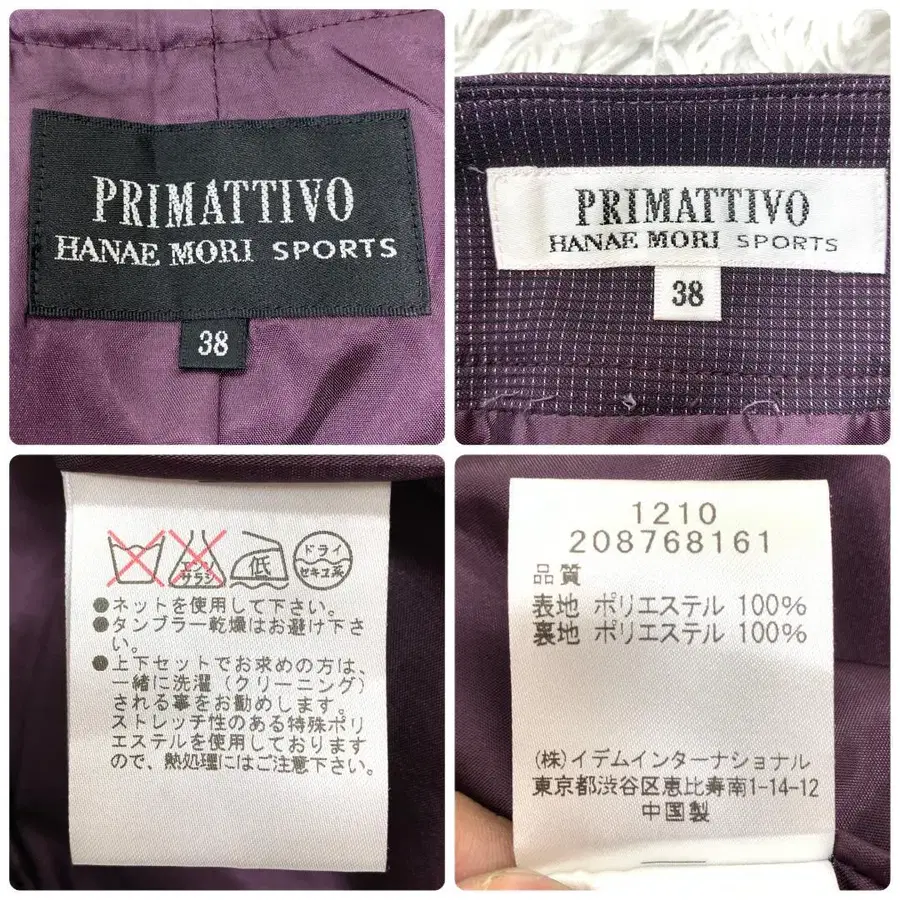 PRIMATTIVO
HANAE MORI SPORTS
38
PRIMATTIVO
HANAE MORI SPORTS
38
エンソ
サラシ
低
ドライ
セキユ系
●ネットを使用して下さい。
●タンブラー乾燥はお避け下さ
い。
●上下セットでお求めの方は、
一緒に洗濯(クリーニング)
される事をお勧めします。
ストレッチ性のある特殊ポリ
エステルを使用しております
ので、熱処理にはご注意下さい。
1210
208768161
品質
表地 ポリエステル 100%
裏地 ポリエステル 100%
(株)イデムインターナショナル
東京都渋谷区恵比寿南1-14-12
中国製